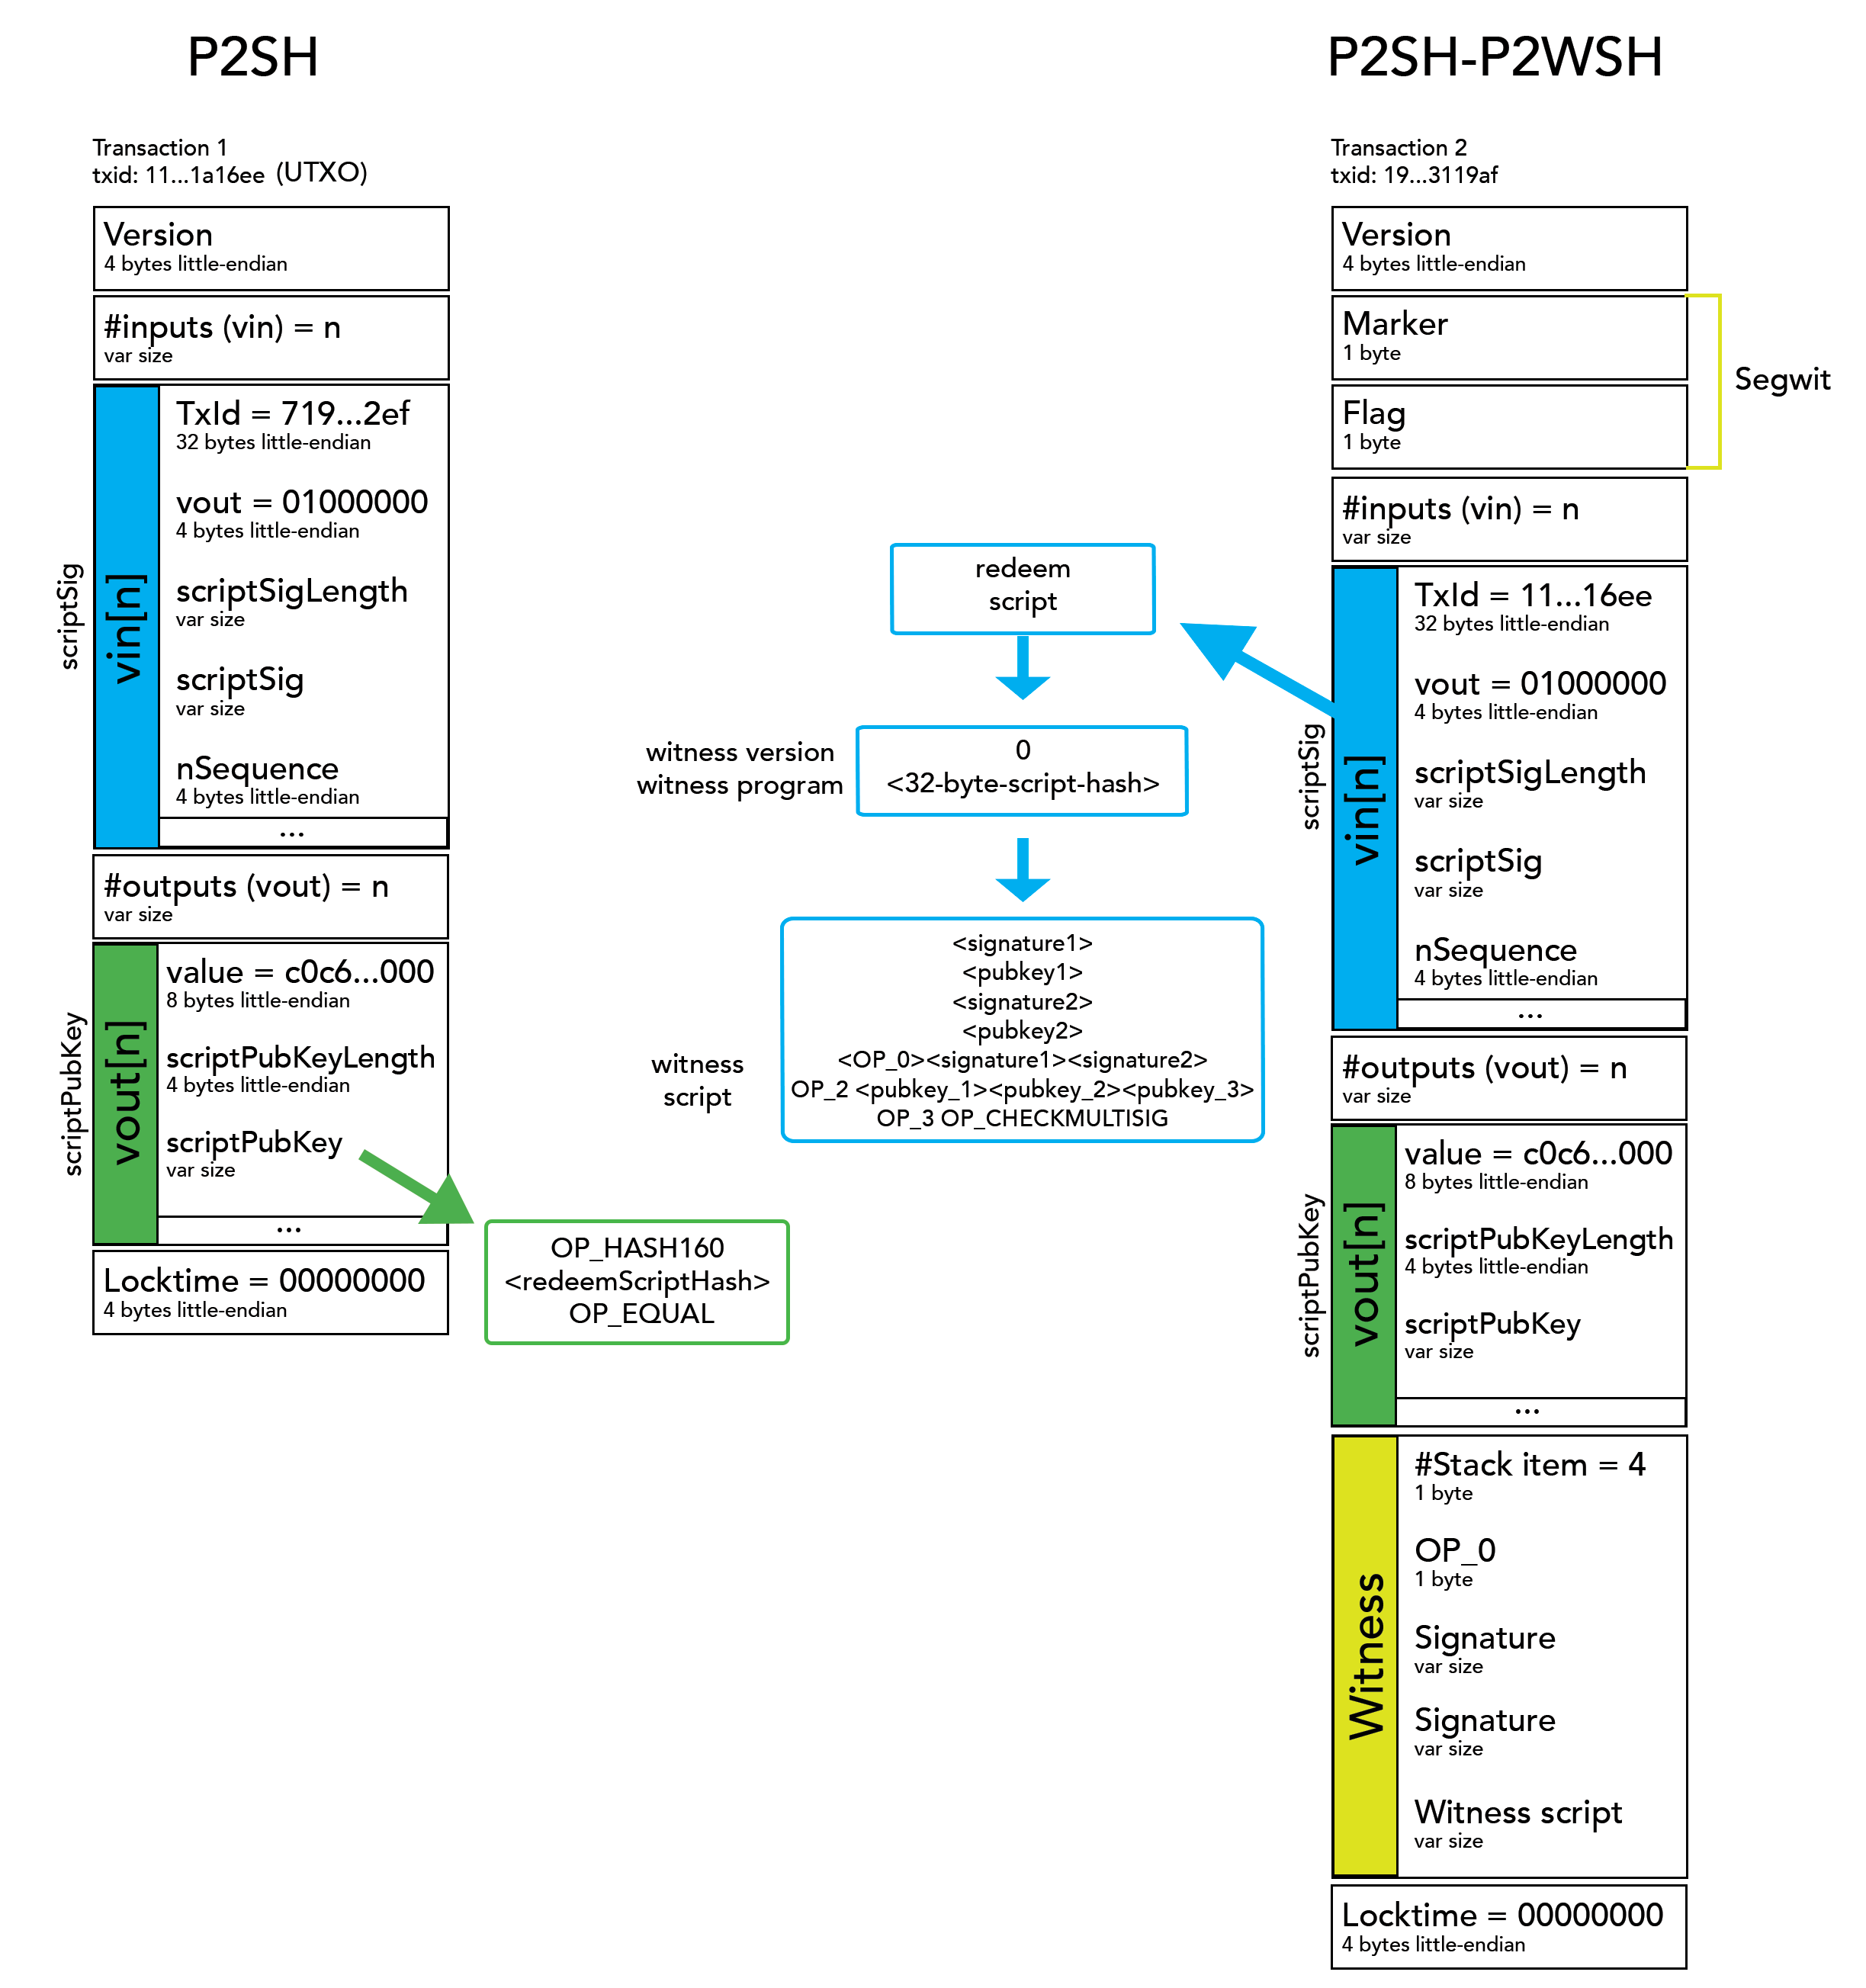 P2SH
Transaction 1
txid: 11...1a16ee (UTXO)
Version
4 bytes little-endian
#inputs (vin) = n
var size
scriptSig
vin[n]
TxId = 719...2ef
32 bytes little-endian
vout = 01000000
4 bytes little-endian
scriptSigLength
var size
scriptSig
var size
nSequence
4 bytes little-endian
...
#outputs (vout) = n
var size
scriptPubKey
vout[n]
value = c0c6...000
8 bytes little-endian
scriptPubKeyLength
4 bytes little-endian
scriptPubKey
var size
...
Locktime = 00000000
4 bytes little-endian
OP_HASH160
<redeemScriptHash>
OP_EQUAL
redeem
script
witness version
witness program
0
<32-byte-script-hash>
witness
script
<signature1>
<pubkey1>
<signature2>
<pubkey2>
<OP_0><signature1><signature2>
OP_2 <pubkey_1><pubkey_2><pubkey_3>
OP_3 OP_CHECKMULTISIG
P2SH-P2WSH
Transaction 2
txid: 19...3119af
Version
4 bytes little-endian
Marker
1 byte
Flag
1 byte
Segwit
#inputs (vin) = n
var size
scriptSig
vin[n]
TxId = 11...16ee
32 bytes little-endian
vout = 01000000
4 bytes little-endian
scriptSigLength
var size
scriptSig
var size
nSequence
4 bytes little-endian
...
#outputs (vout) = n
var size
scriptPubKey
vout[n]
value = c0c6...000
8 bytes little-endian
scriptPubKeyLength
4 bytes little-endian
scriptPubKey
var size
...
Witness
#Stack item = 4
1 byte
OP_0
1 byte
Signature
var size
Signature
var size
Witness script
var size
Locktime = 00000000
4 bytes little-endian